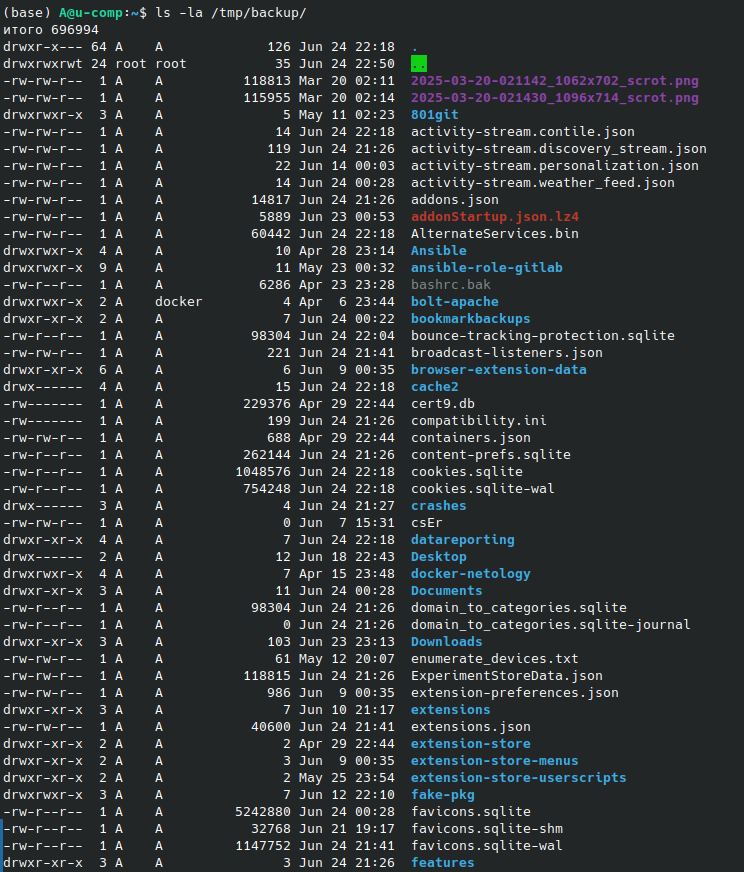 (base) A@u-comp:~$ ls -la /tmp/backup/
итого 696994
drwxr-x--- 64 A    A         126 Jun 24 22:18  .
drwxrwxrwt 24 root root       35 Jun 24 22:50  ..
-rw-rw-r--  1 A    A      118813 Mar 20 02:11  2025-03-20-021142_1062x702_scrot.png
-rw-rw-r--  1 A    A      115955 Mar 20 02:14  2025-03-20-021430_1096x714_scrot.png
drwxrwxr-x  3 A    A           5 May 11 02:23  801git
-rw-rw-r--  1 A    A          14 Jun 24 22:18  activity-stream.contile.json
-rw-rw-r--  1 A    A         119 Jun 24 21:26  activity-stream.discovery_stream.json
-rw-rw-r--  1 A    A          22 Jun 14 00:03  activity-stream.personalization.json
-rw-rw-r--  1 A    A          14 Jun 24 00:28  activity-stream.weather_feed.json
-rw-rw-r--  1 A    A       14817 Jun 24 21:26  addons.json
-rw-rw-r--  1 A    A        5889 Jun 23 00:53  addonStartup.json.lz4
-rw-rw-r--  1 A    A       60442 Jun 24 22:18  AlternateServices.bin
drwxrwxr-x  4 A    A          10 Apr 28 23:14  Ansible
drwxrwxr-x  9 A    A          11 May 23 00:32  ansible-role-gitlab
-rw-r--r--  1 A    A        6286 Apr 23 23:28  bashrc.bak
drwxrwxr-x  2 A    docker      4 Apr  6 23:44  bolt-apache
drwxr-xr-x  2 A    A           7 Jun 24 00:22  bookmarkbackups
-rw-r--r--  1 A    A       98304 Jun 24 22:04  bounce-tracking-protection.sqlite
-rw-rw-r--  1 A    A         221 Jun 24 21:41  broadcast-listeners.json
drwxr-xr-x  6 A    A           6 Jun  9 00:35  browser-extension-data
drwx------  4 A    A          15 Jun 24 22:18  cache2
-rw-------  1 A    A      229376 Apr 29 22:44  cert9.db
-rw-------  1 A    A         199 Jun 24 21:26  compatibility.ini
-rw-rw-r--  1 A    A         688 Apr 29 22:44  containers.json
-rw-r--r--  1 A    A      262144 Jun 24 21:26  content-prefs.sqlite
-rw-r--r--  1 A    A     1048576 Jun 24 22:18  cookies.sqlite
-rw-r--r--  1 A    A      754248 Jun 24 22:18  cookies.sqlite-wal
drwx------  3 A    A           4 Jun 24 21:27  crashes
-rw-rw-r--  1 A    A           0 Jun  7 15:31  csEr
drwxr-xr-x  4 A    A           7 Jun 24 22:18  datareporting
drwx------  2 A    A          12 Jun 18 22:43  Desktop
drwxrwxr-x  4 A    A           7 Apr 15 23:48  docker-netology
drwxr-xr-x  3 A    A          11 Jun 24 00:28  Documents
-rw-r--r--  1 A    A       98304 Jun 24 21:26  domain_to_categories.sqlite
-rw-r--r--  1 A    A           0 Jun 24 21:26  domain_to_categories.sqlite-journal
drwxr-xr-x  3 A    A         103 Jun 23 23:13  Downloads
-rw-rw-r--  1 A    A          61 May 12 20:07  enumerate_devices.txt
-rw-rw-r--  1 A    A      118815 Jun 24 21:26  ExperimentStoreData.json
-rw-rw-r--  1 A    A         986 Jun  9 00:35  extension-preferences.json
drwxr-xr-x  3 A    A           7 Jun 10 21:17  extensions
-rw-rw-r--  1 A    A       40600 Jun 24 21:41  extensions.json
drwxr-xr-x  2 A    A           2 Apr 29 22:44  extension-store
drwxr-xr-x  2 A    A           3 Jun  9 00:35  extension-store-menus
drwxr-xr-x  2 A    A           2 May 25 23:54  extension-store-userscripts
drwxrwxr-x  3 A    A           7 Jun 12 22:10  fake-pkg
-rw-r--r--  1 A    A     5242880 Jun 24 00:28  favicons.sqlite
-rw-r--r--  1 A    A       32768 Jun 21 19:17  favicons.sqlite-shm
-rw-r--r--  1 A    A     1147752 Jun 24 21:41  favicons.sqlite-wal
drwxr-xr-x  3 A    A           3 Jun 24 21:26  features